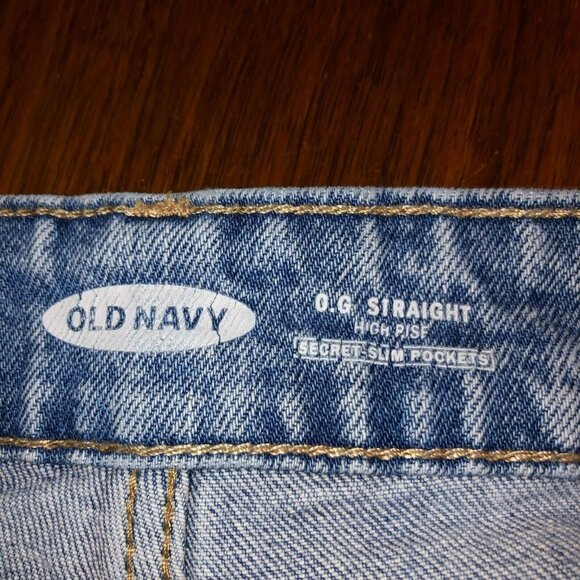 OLD NAVY
O.G. STRAIGHT
HIGH RISE
SECRET-SLIM POCKETS